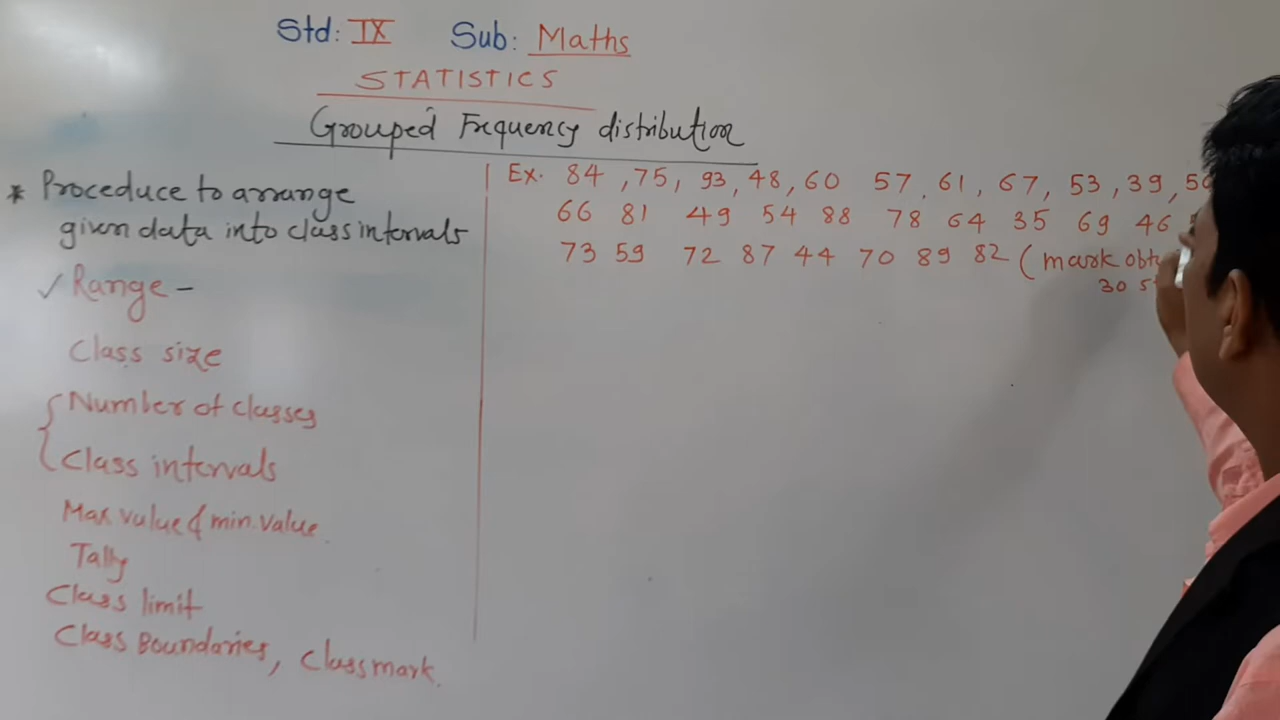 Std: IX Sub: Maths
STATISTICS
Grouped Frequency distribution
* Proceduce to arrange
given data into class intervals
✓ Range -
Class size
Number of classes
Class intervals
Max value & min. value.
Tally
Class limit
Class Boundaries, Class mark.
Ex. 84, 75, 93, 48, 60 57, 61, 67, 53, 39,
66 81 49 54 88 78 64 35 69 46
73 59 72 87 44 70 89 82 (mark
30